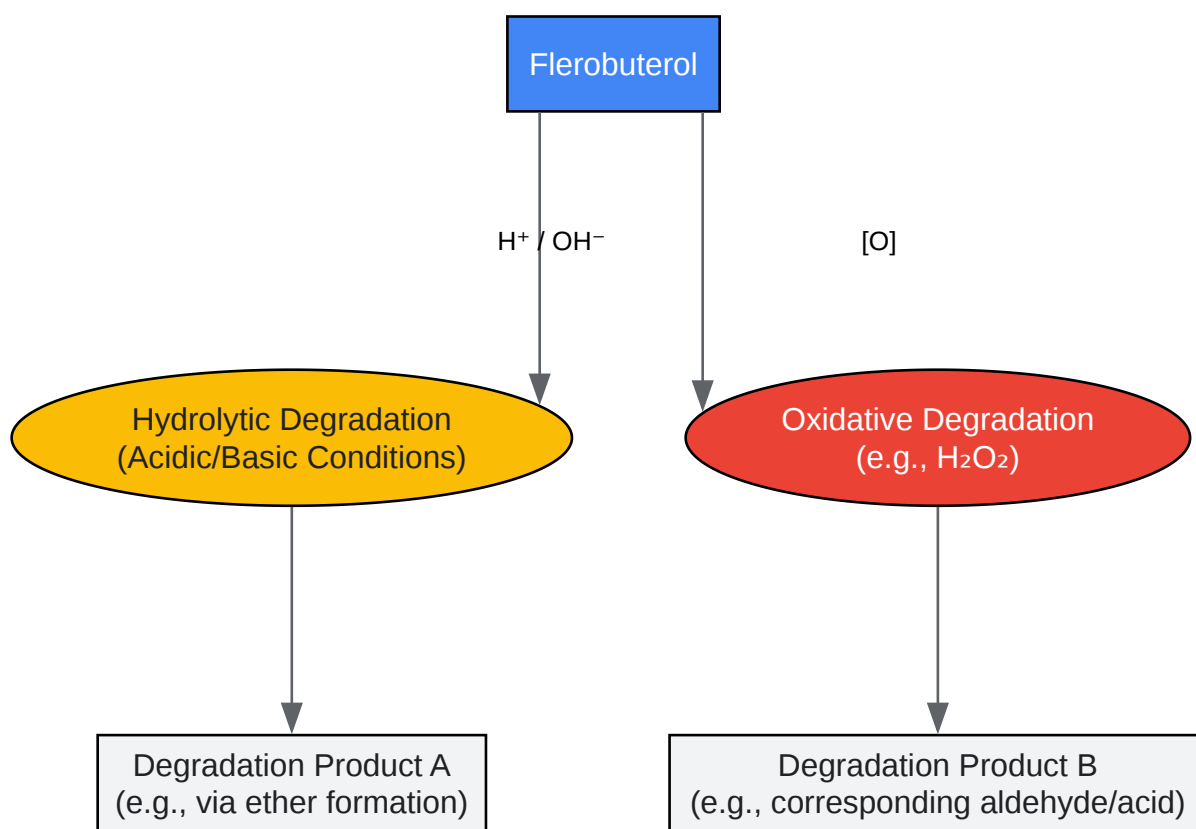 Flerobuterol
H⁺ / OH⁻
[O]
Hydrolytic Degradation
(Acidic/Basic Conditions)
Oxidative Degradation
(e.g., H₂O₂)
Degradation Product A
(e.g., via ether formation)
Degradation Product B
(e.g., corresponding aldehyde/acid)